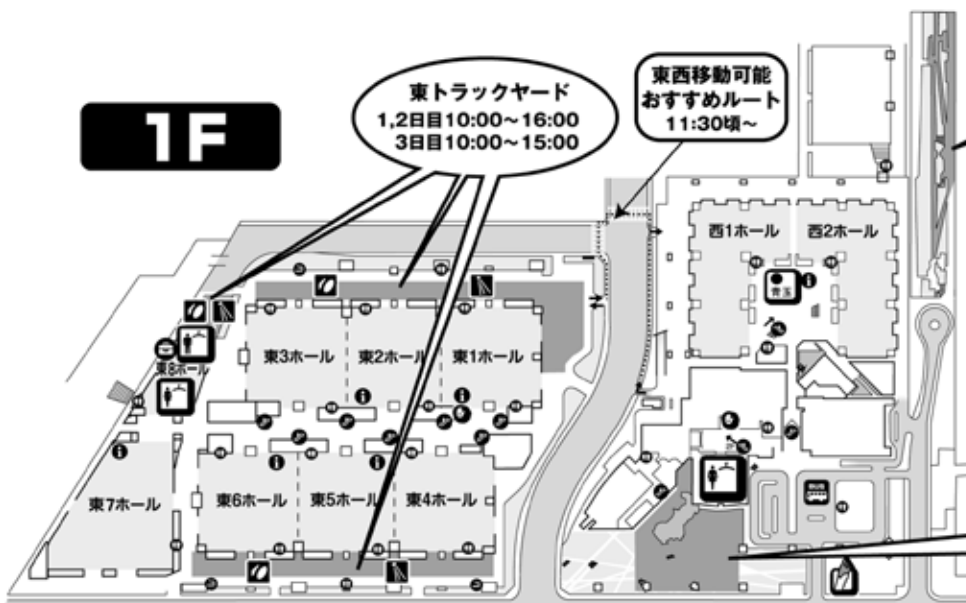 1F
東トラックヤード
1,2日目10:00〜16:00
3日目10:00〜15:00
東西移動可能
おすすめルート
11:30頃〜
西1ホール
西2ホール
東3ホール
東2ホール
東1ホール
東8ホール
東7ホール
東6ホール
東5ホール
東4ホール
BUS